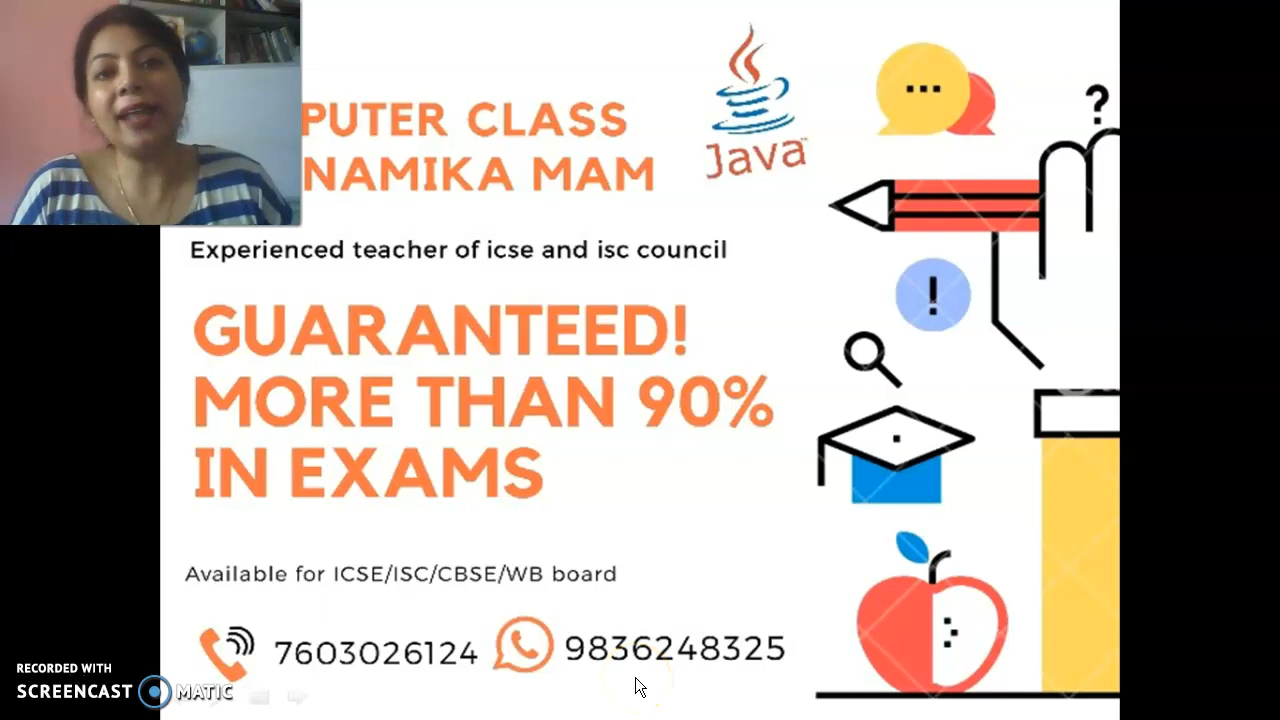 PUTER CLASS
NAMIKA MAM
Java
Experienced teacher of icse and isc council
GUARANTEED!
MORE THAN 90%
IN EXAMS
Available for ICSE/ISC/CBSE/WB board
7603026124
9836248325
RECORDED WITH
SCREENCAST MATIC
?
!